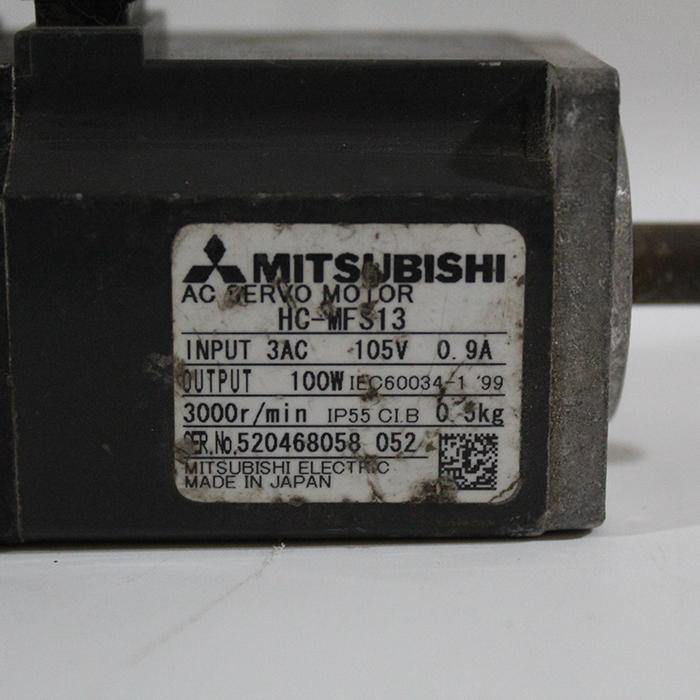 MITSUBISHI
AC SERVO MOTOR
HC-MFS13
INPUT 3AC 105V 0.9A
OUTPUT 100W IEC60034-1 '99
3000r/min IP55 CI.B
SER.No.520468058 052
MITSUBISHI ELECTRIC
MADE IN JAPAN